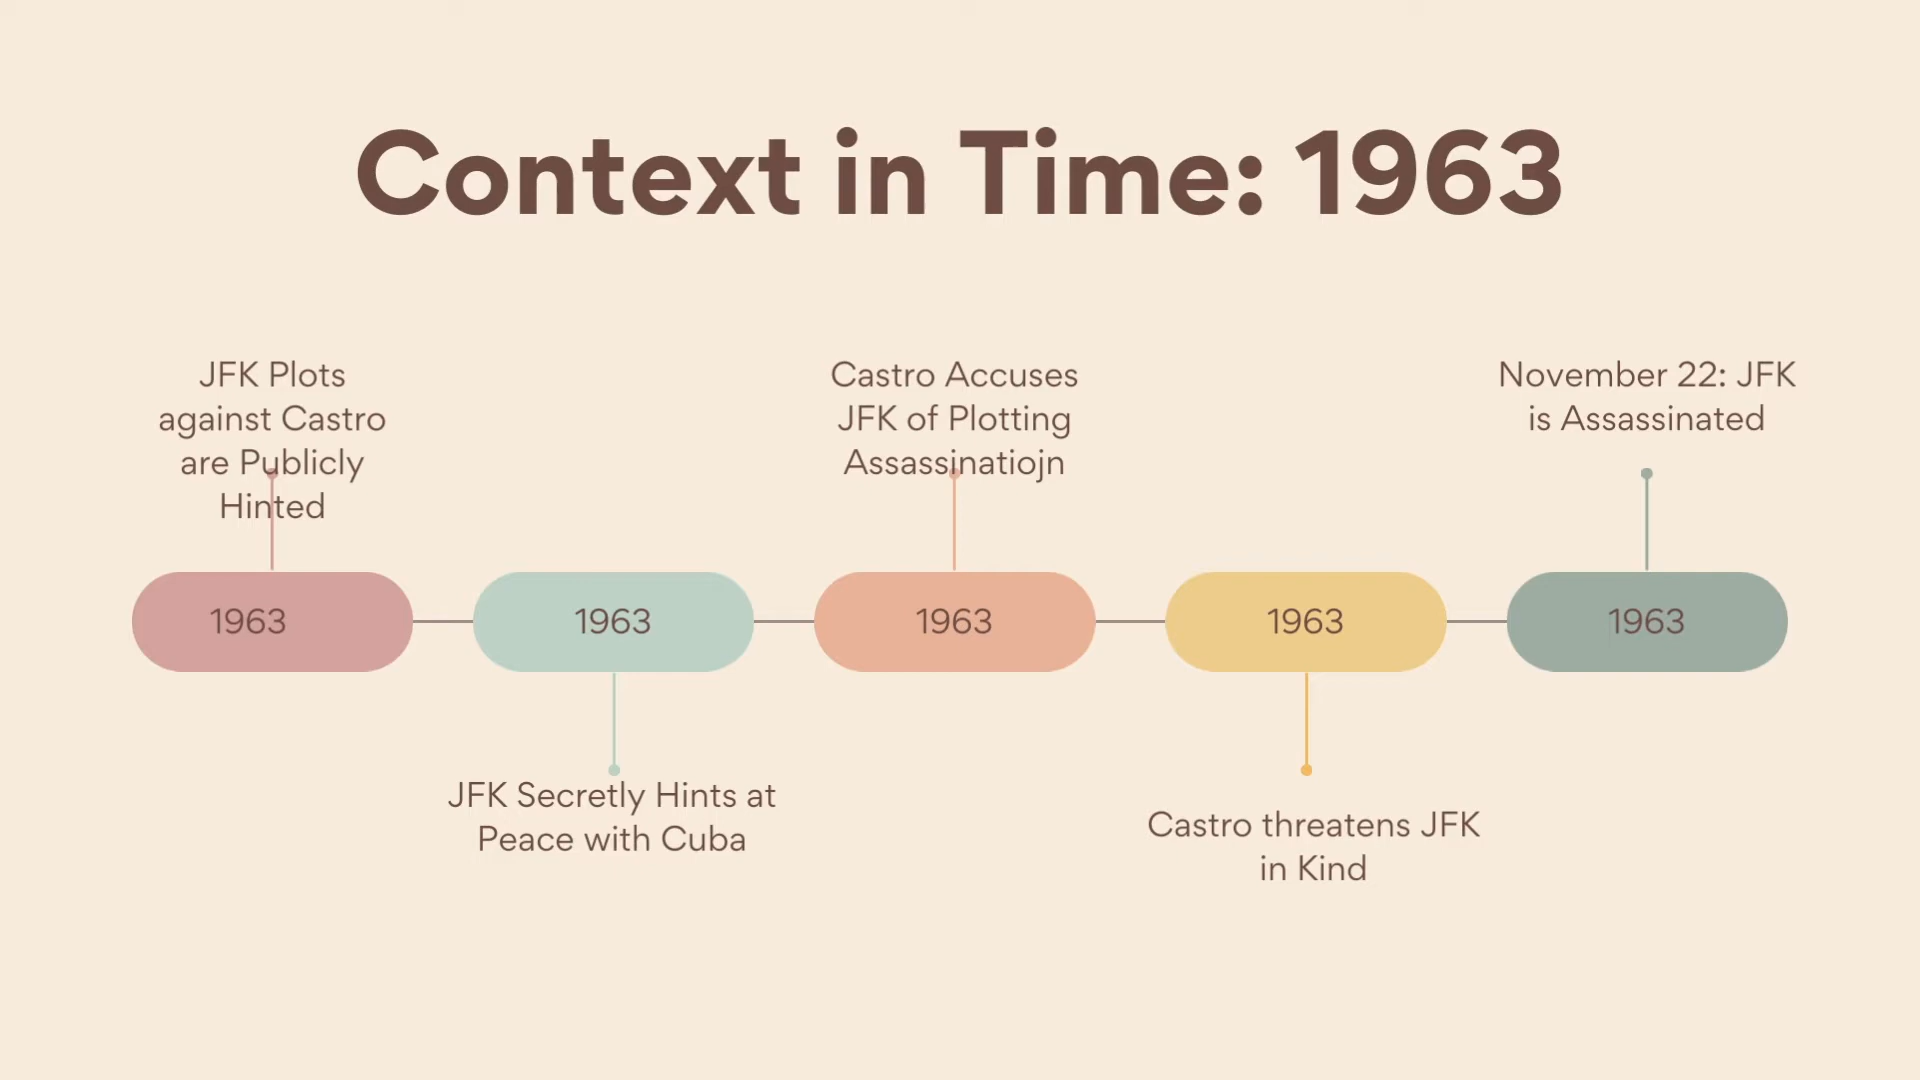 Context in Time: 1963
JFK Plots
against Castro
are Publicly
Hinted
Castro Accuses
JFK of Plotting
Assassinatiojn
November 22: JFK
is Assassinated
1963
1963
1963
1963
1963
JFK Secretly Hints at
Peace with Cuba
Castro threatens JFK
in Kind